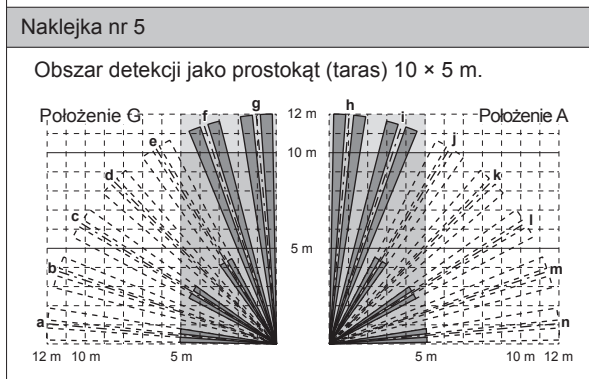 Naklejka nr 5
Obszar detekcji jako prostokąt (taras) 10 × 5 m.
Położenie G f g 12 m h i Położenie A
e 10 m j
d k
c l
5 m
b m
a n
12 m 10 m 5 m 5 m 10 m 12 m